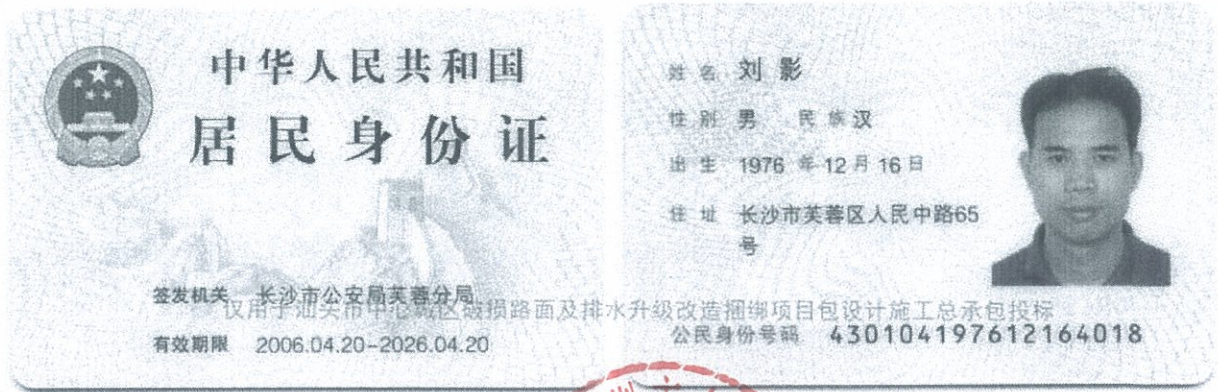 中华人民共和国
居民身份证
签发机关 长沙市公安局芙蓉分局
有效期限 2006.04.20-2026.04.20
姓名 刘影
性别 男 民族 汉
出生 1976 年 12 月 16 日
住址 长沙市芙蓉区人民中路65
号
公民身份号码 430104197612164018
仅用于汕头市中心城区破损路面及排水升级改造捆绑项目包设计施工总承包投标